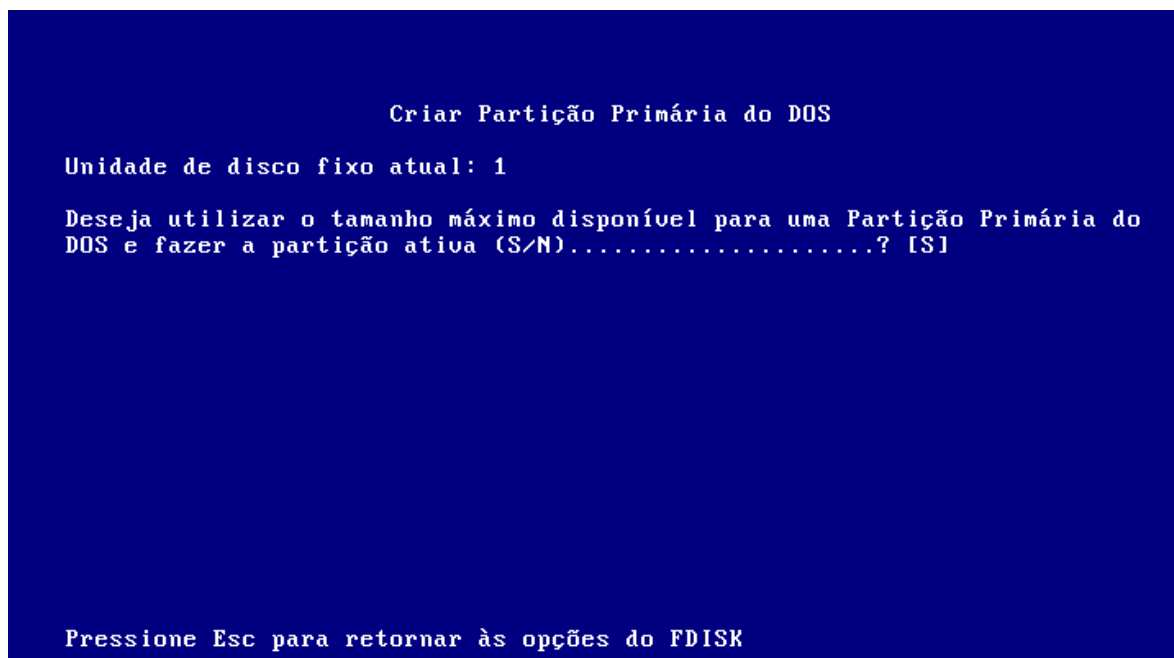 Criar Partição Primária do DOS
Unidade de disco fixo atual: 1
Deseja utilizar o tamanho máximo disponível para uma Partição Primária do
DOS e fazer a partição ativa (S/N).....................? [S]
Pressione Esc para retornar às opções do FDISK